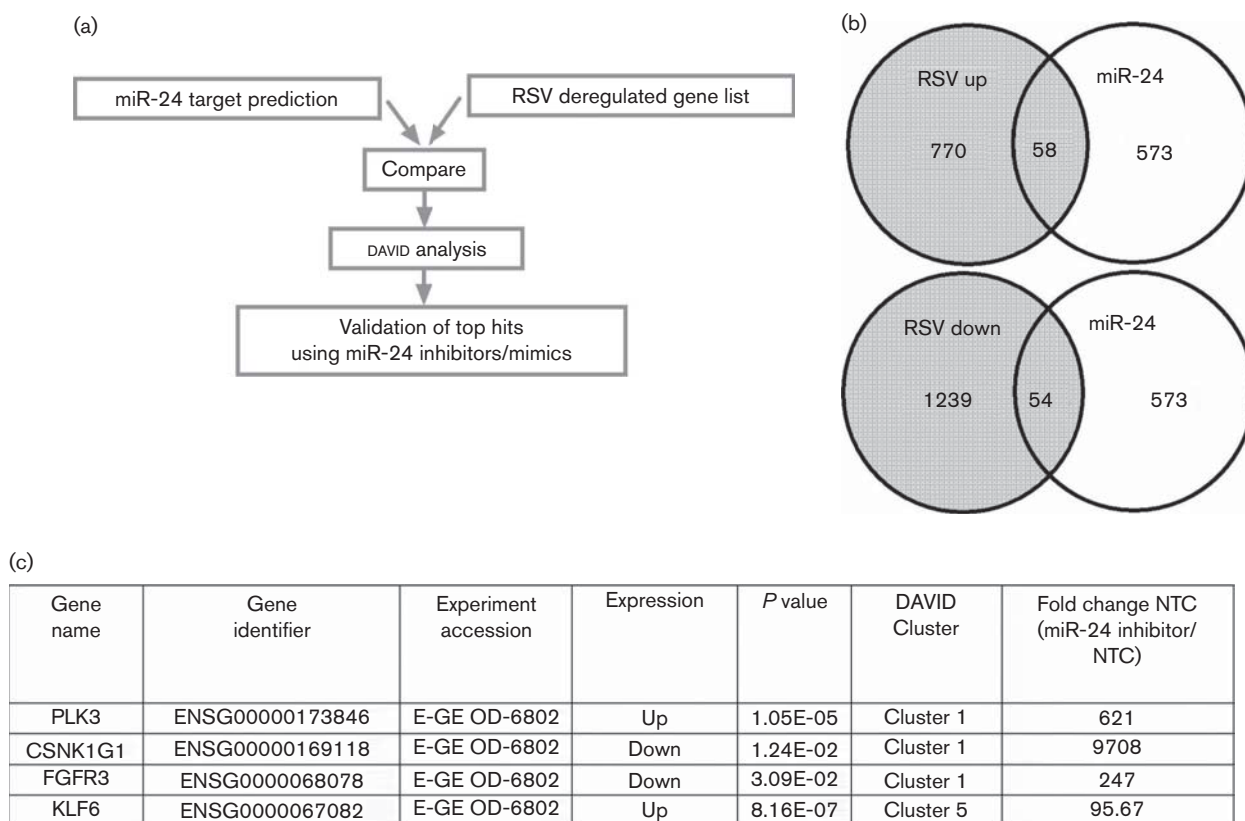 (a)
miR-24 target prediction
RSV deregulated gene list
Compare
DAVID analysis
Validation of top hits
using miR-24 inhibitors/mimics
(b)
RSV up
miR-24
770
58
573
RSV down
miR-24
1239
54
573
(c)
Gene name
Gene identifier
Experiment accession
Expression
P value
DAVID Cluster
Fold change NTC (miR-24 inhibitor/ NTC)
PLK3 ENSG00000173846 E-GE OD-6802 Up 1.05E-05 Cluster 1 621
CSNK1G1 ENSG00000169118 E-GE OD-6802 Down 1.24E-02 Cluster 1 9708
FGFR3 ENSG0000068078 E-GE OD-6802 Down 3.09E-02 Cluster 1 247
KLF6 ENSG0000067082 E-GE OD-6802 Up 8.16E-07 Cluster 5 95.67